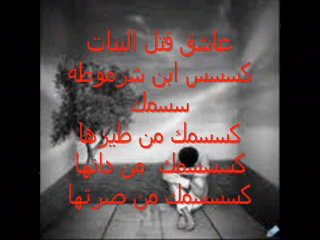 عاشق قتل البنات
كسسس ابن شرموطه
سسمك
كسسمك من طيزها
كسسسمك من دانها
كسسسمك من صرتها